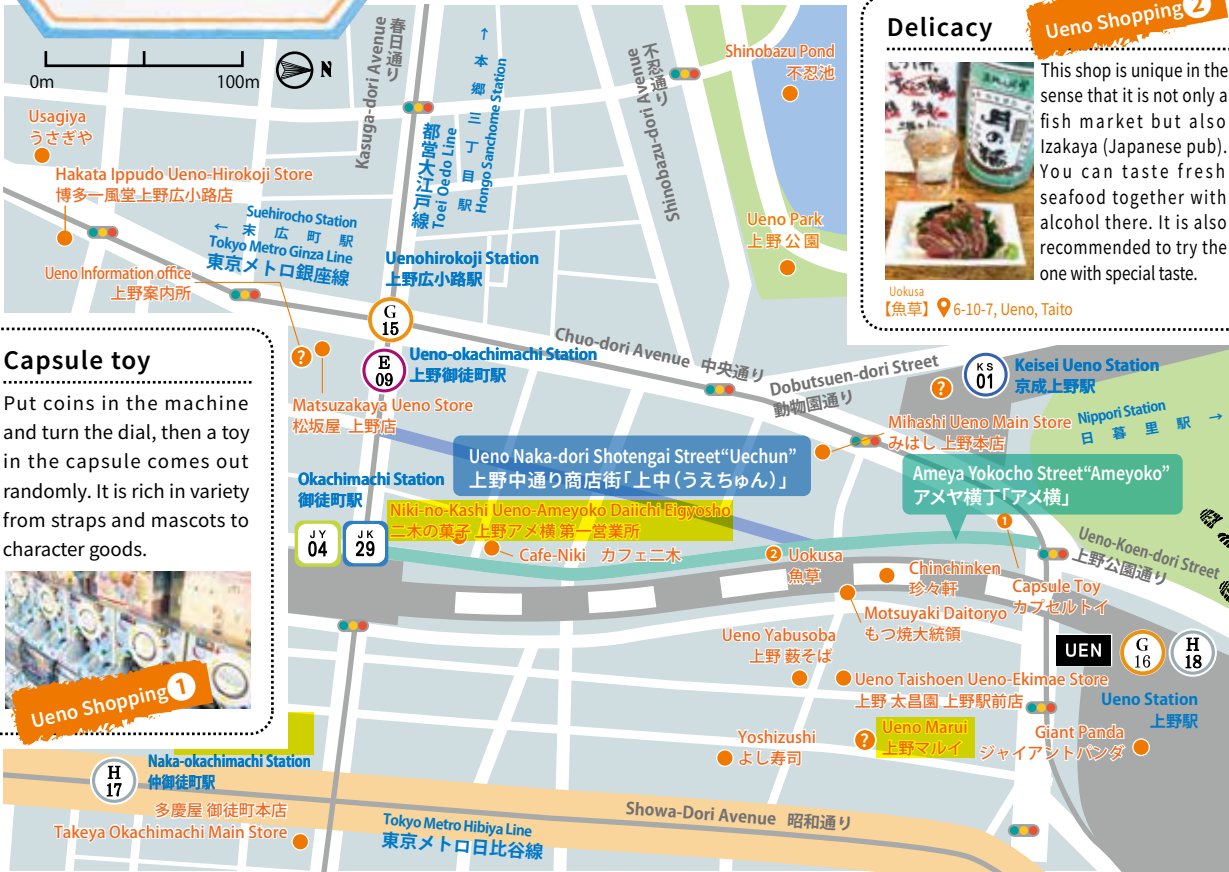 0m
100m
N
Kasuga-dori Avenue
春日通り
↑本郷三丁目駅
Hongo Sanchome Station
都営大江戸線
Toei Oedo Line
不忍通り
Shinobazu-dori Avenue
Shinobazu Pond
不忍池
Ueno Park
上野公園
Usagiya
うさぎや
Hakata Ippudo Ueno-Hirokoji Store
博多一風堂上野広小路店
Suehirocho Station
← 末広町駅
Tokyo Metro Ginza Line
東京メトロ銀座線
Ueno Information office
上野案内所
?
Uenohirokoji Station
上野広小路駅
G
15
E
09
Ueno-okachimachi Station
上野御徒町駅
Matsuzakaya Ueno Store
松坂屋 上野店
Chuo-dori Avenue 中央通り
Dobutsuen-dori Street
動物園通り
Delicacy
Ueno Shopping 2
This shop is unique in the
sense that it is not only a
fish market but also
Izakaya (Japanese pub).
You can taste fresh
seafood together with
alcohol there. It is also
recommended to try the
one with special taste.
Uokusa
【魚草】 6-10-7, Ueno, Taito
Capsule toy
Put coins in the machine
and turn the dial, then a toy
in the capsule comes out
randomly. It is rich in variety
from straps and mascots to
character goods.
Ueno Shopping 1
?
KS
01
Keisei Ueno Station
京成上野駅
Mihashi Ueno Main Store
みはし 上野本店
Nippori Station
日暮里駅 →
Ueno Naka-dori Shotengai Street“Uechun”
上野中通り商店街「上中（うえちゅん）」
Ameya Yokocho Street“Ameyoko”
アメヤ横丁「アメ横」
Okachimachi Station
御徒町駅
JY
04
JK
29
Niki-no-Kashi Ueno-Ameyoko Daiichi Eigyosho
二木の菓子 上野アメ横 第一営業所
Cafe-Niki カフェ二木
2
Uokusa
魚草
Chinchinken
珍々軒
1
Capsule Toy
カプセルトイ
Ueno-Koen-dori Street
上野公園通り
Motsuyaki Daitoryo
もつ焼大統領
Ueno Yabusoba
上野 薮そば
Ueno Taishoen Ueno-Ekimae Store
上野 太昌園 上野駅前店
UEN
G
16
H
18
Ueno Station
上野駅
?
Ueno Marui
上野マルイ
Giant Panda
ジャイアントパンダ
Yoshizushi
よし寿司
H
17
Naka-okachimachi Station
仲御徒町駅
多慶屋 御徒町本店
Takeya Okachimachi Main Store
Tokyo Metro Hibiya Line
東京メトロ日比谷線
Showa-Dori Avenue 昭和通り